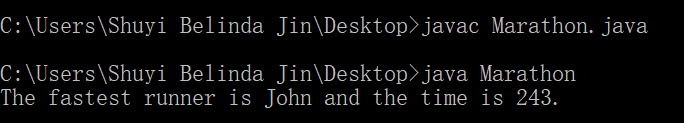 C:\Users\Shuyi Belinda Jin\Desktop>javac Marathon.java
C:\Users\Shuyi Belinda Jin\Desktop>java Marathon
The fastest runner is John and the time is 243.